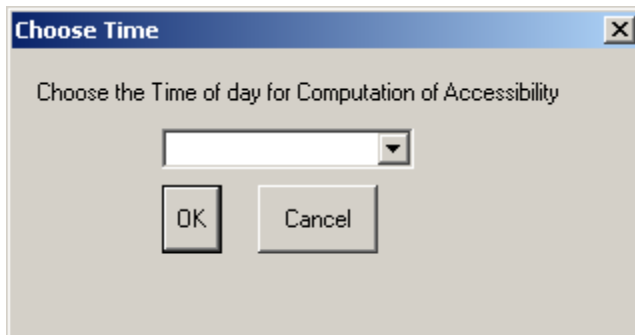 Choose Time
Choose the Time of day for Computation of Accessibility
OK
Cancel